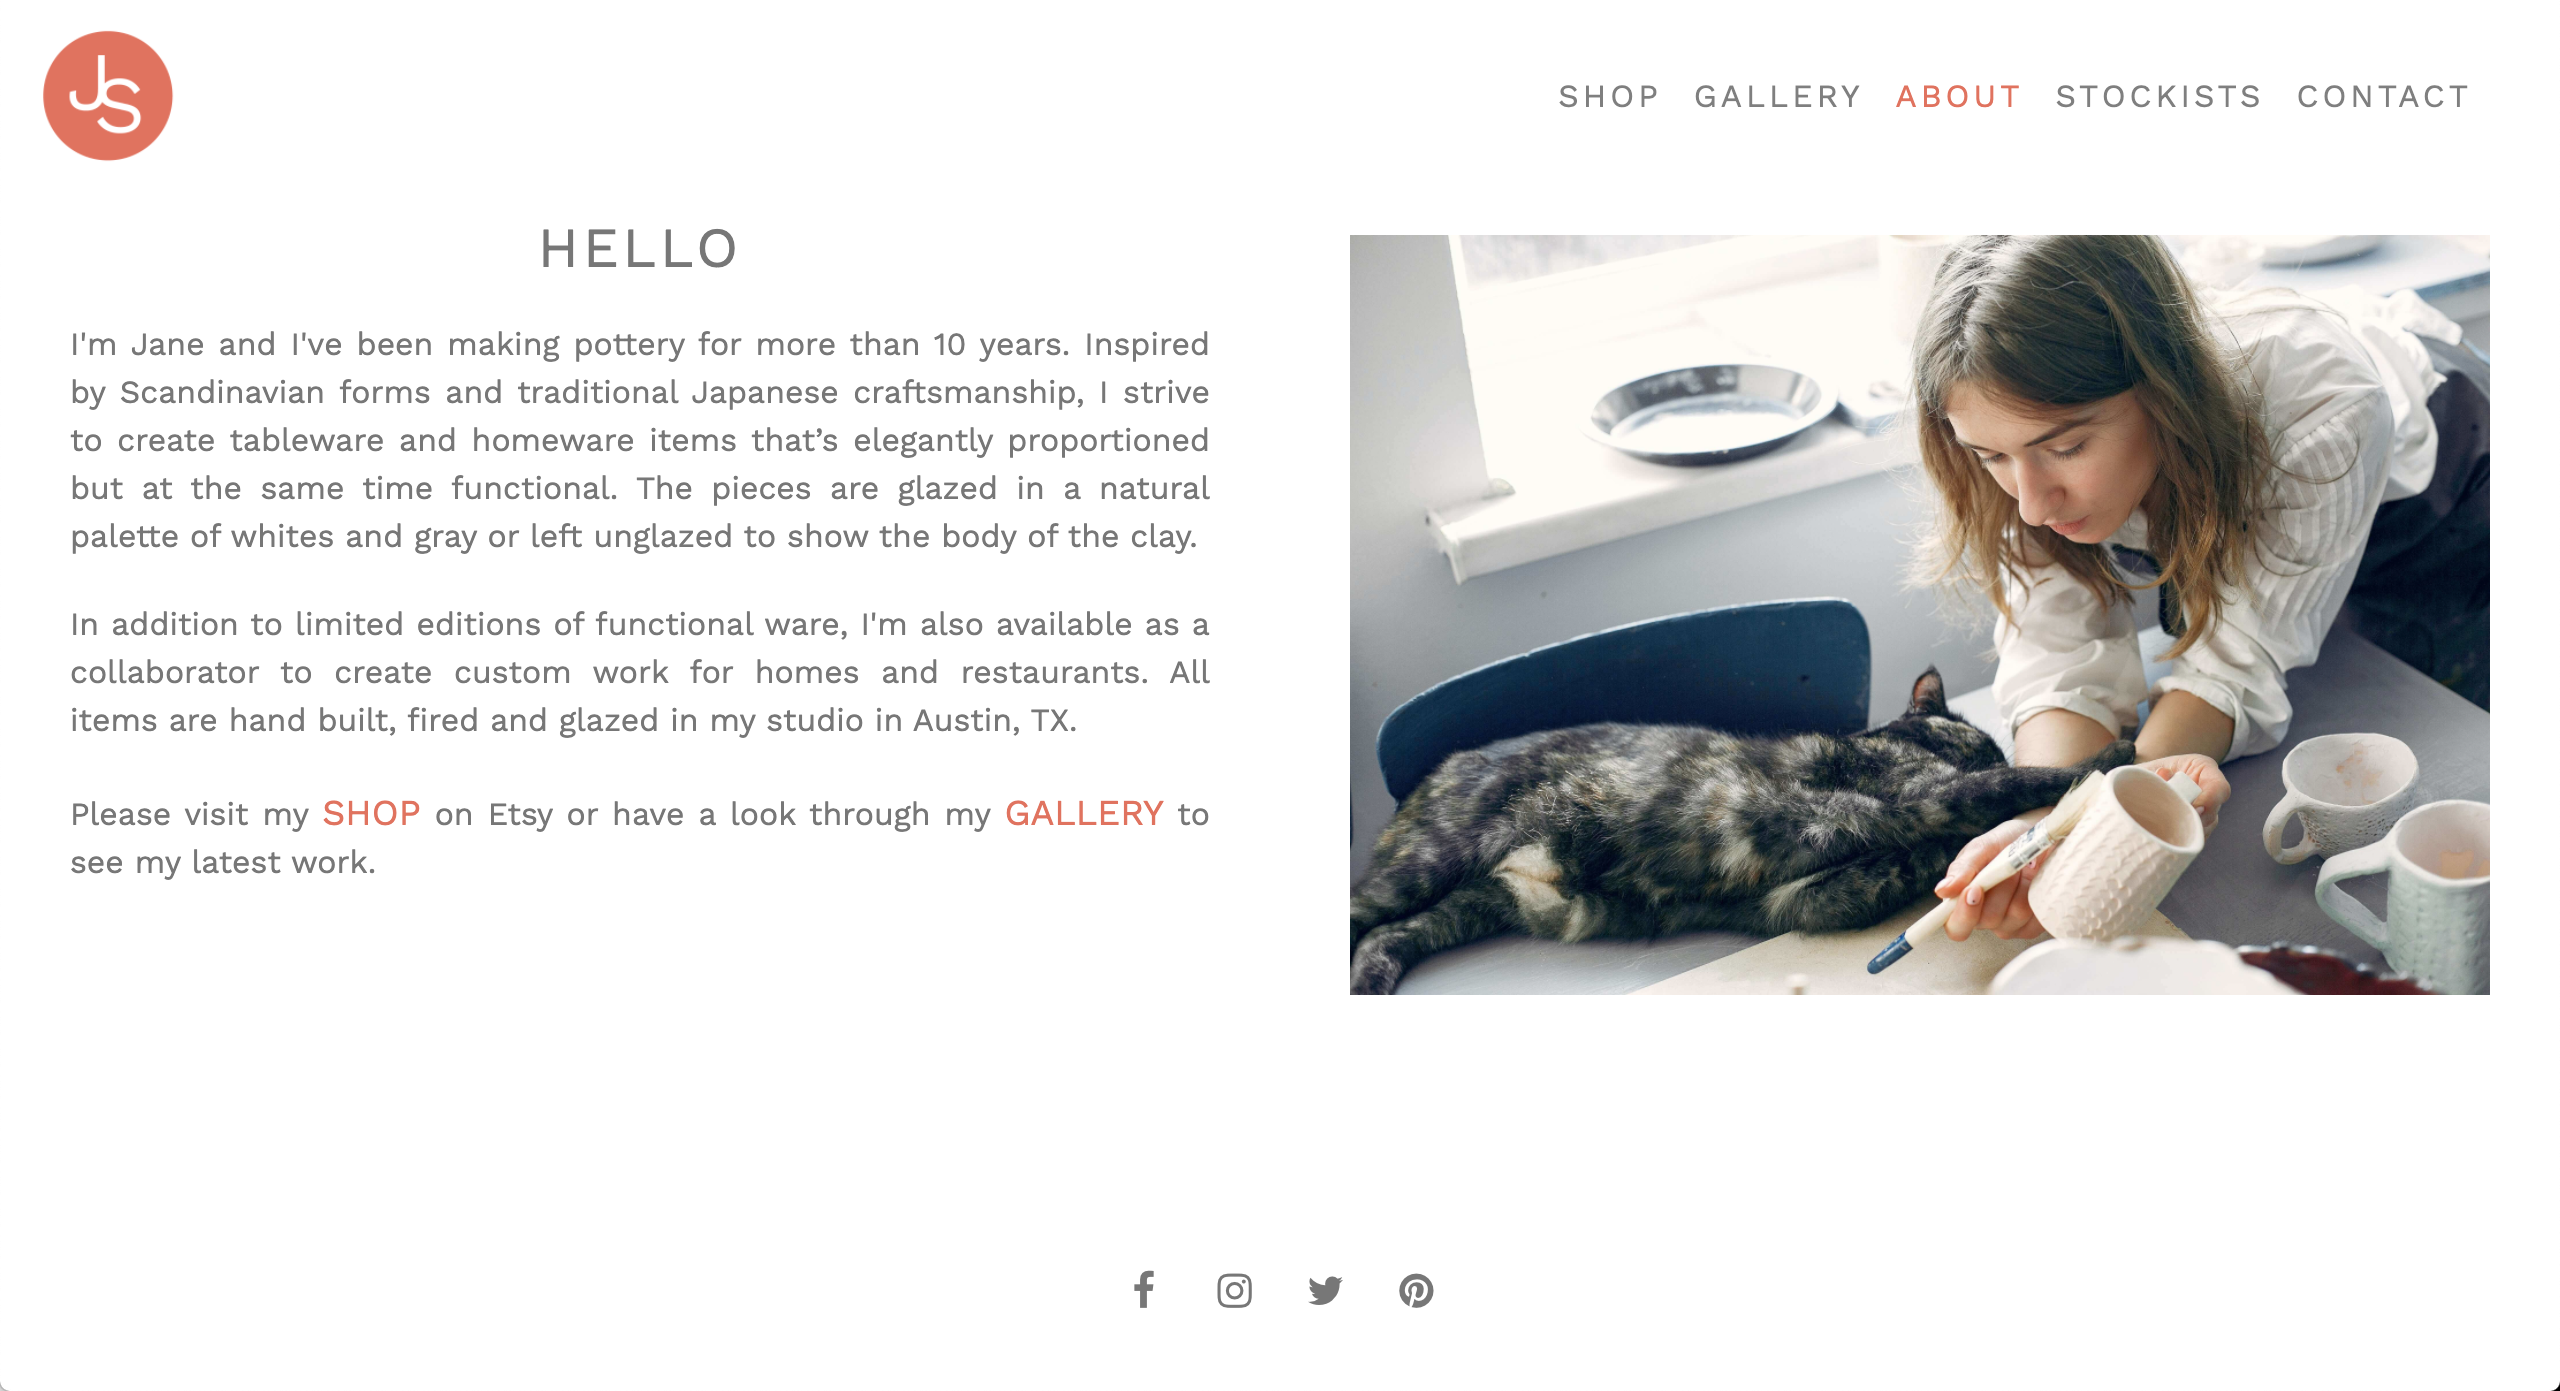 JS
SHOP GALLERY ABOUT STOCKISTS CONTACT
HELLO
I'm Jane and I've been making pottery for more than 10 years. Inspired
by Scandinavian forms and traditional Japanese craftsmanship, I strive
to create tableware and homeware items that’s elegantly proportioned
but at the same time functional. The pieces are glazed in a natural
palette of whites and gray or left unglazed to show the body of the clay.
In addition to limited editions of functional ware, I'm also available as a
collaborator to create custom work for homes and restaurants. All
items are hand built, fired and glazed in my studio in Austin, TX.
Please visit my SHOP on Etsy or have a look through my GALLERY to
see my latest work.